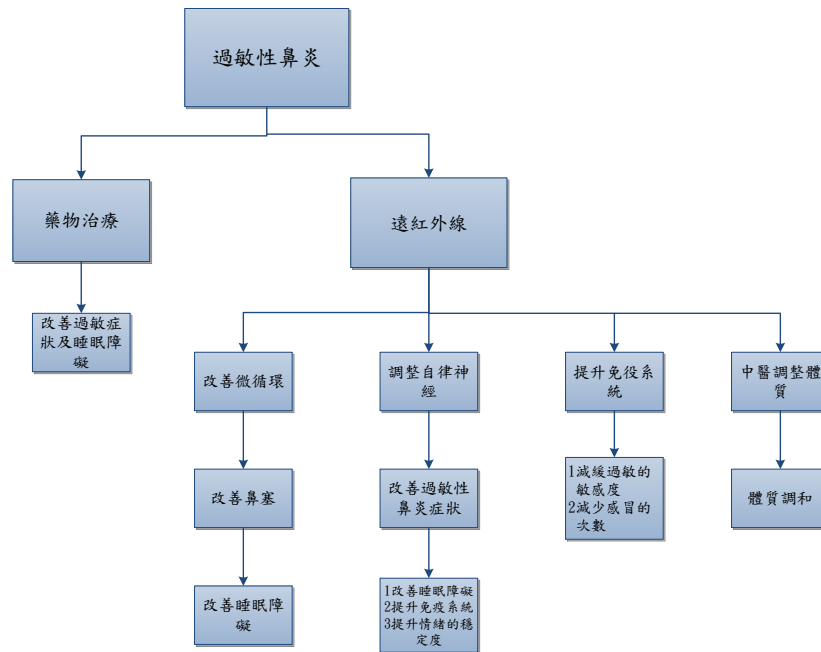 過敏性鼻炎
藥物治療
遠紅外線
改善過敏症
狀及睡眠障
礙
改善微循環
調整自律神
經
提升免役系
統
中醫調整體
質
改善鼻塞
改善過敏性
鼻炎症狀
1減緩過敏的
敏感度
2減少感冒的
次數
體質調和
改善睡眠障
礙
1改善睡眠障礙
2提升免疫系統
3提升情緒的穩
定度